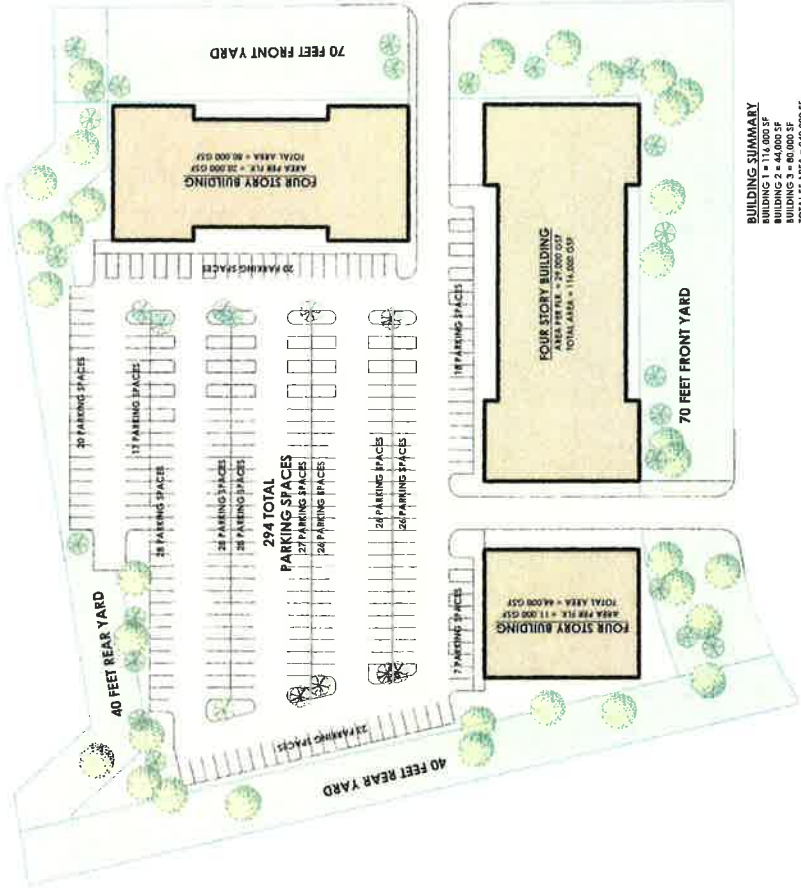 70 FEET FRONT YARD
FOUR STORY BUILDING
AREA PER FLR. = 20,000 GSF
TOTAL AREA = 80,000 GSF
20 PARKING SPACES
20 PARKING SPACES
17 PARKING SPACES
28 PARKING SPACES
28 PARKING SPACES
28 PARKING SPACES
294 TOTAL
PARKING SPACES
27 PARKING SPACES
26 PARKING SPACES
26 PARKING SPACES
26 PARKING SPACES
18 PARKING SPACES
7 PARKING SPACES
23 PARKING SPACES
40 FEET REAR YARD
40 FEET REAR YARD
FOUR STORY BUILDING
AREA PER FLR. = 29,000 GSF
TOTAL AREA = 116,000 GSF
FOUR STORY BUILDING
AREA PER FLR. = 11,000 GSF
TOTAL AREA = 44,000 GSF
70 FEET FRONT YARD
BUILDING SUMMARY
BUILDING 1 = 116,000 SF
BUILDING 2 = 44,000 SF
BUILDING 3 = 80,000 SF